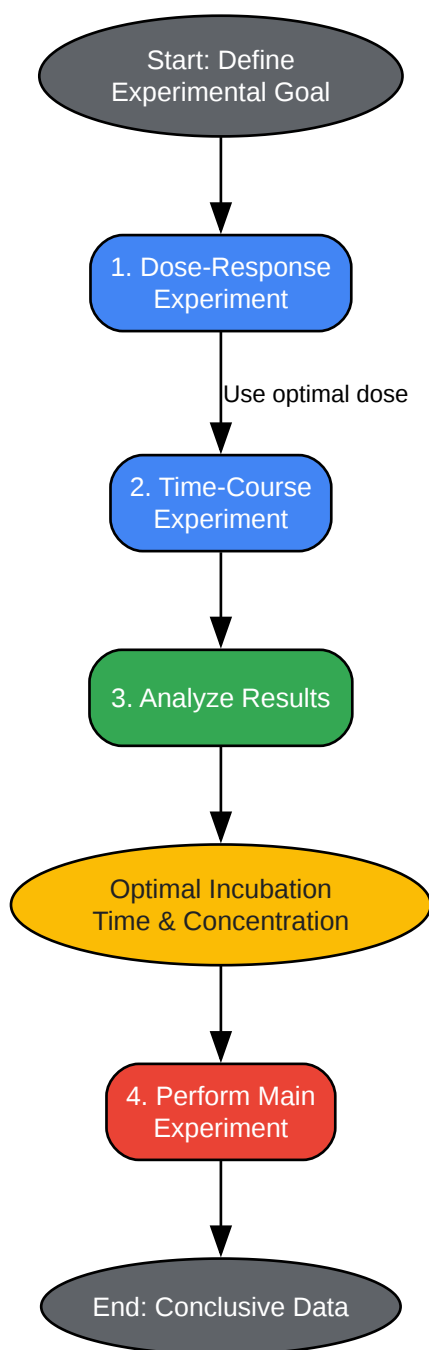 Start: Define
Experimental Goal
1. Dose-Response
Experiment
Use optimal dose
2. Time-Course
Experiment
3. Analyze Results
Optimal Incubation
Time & Concentration
4. Perform Main
Experiment
End: Conclusive Data